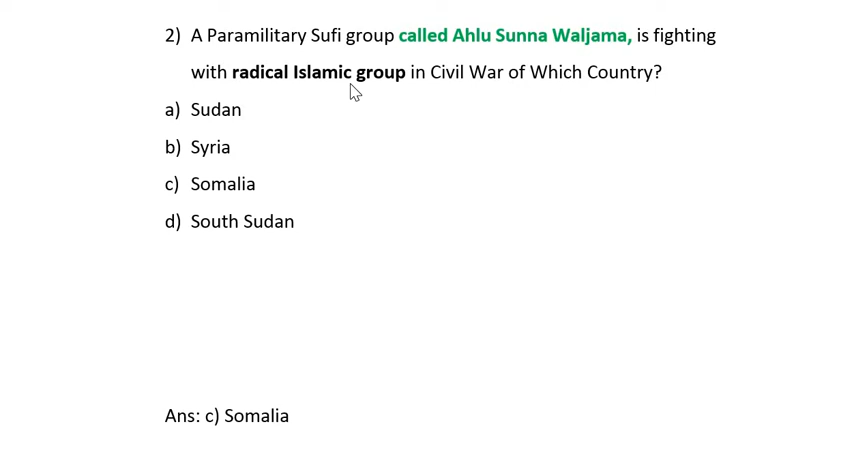 2) A Paramilitary Sufi group called Ahlu Sunna Waljama, is fighting
with radical Islamic group in Civil War of Which Country?
a) Sudan
b) Syria
c) Somalia
d) South Sudan
Ans: c) Somalia